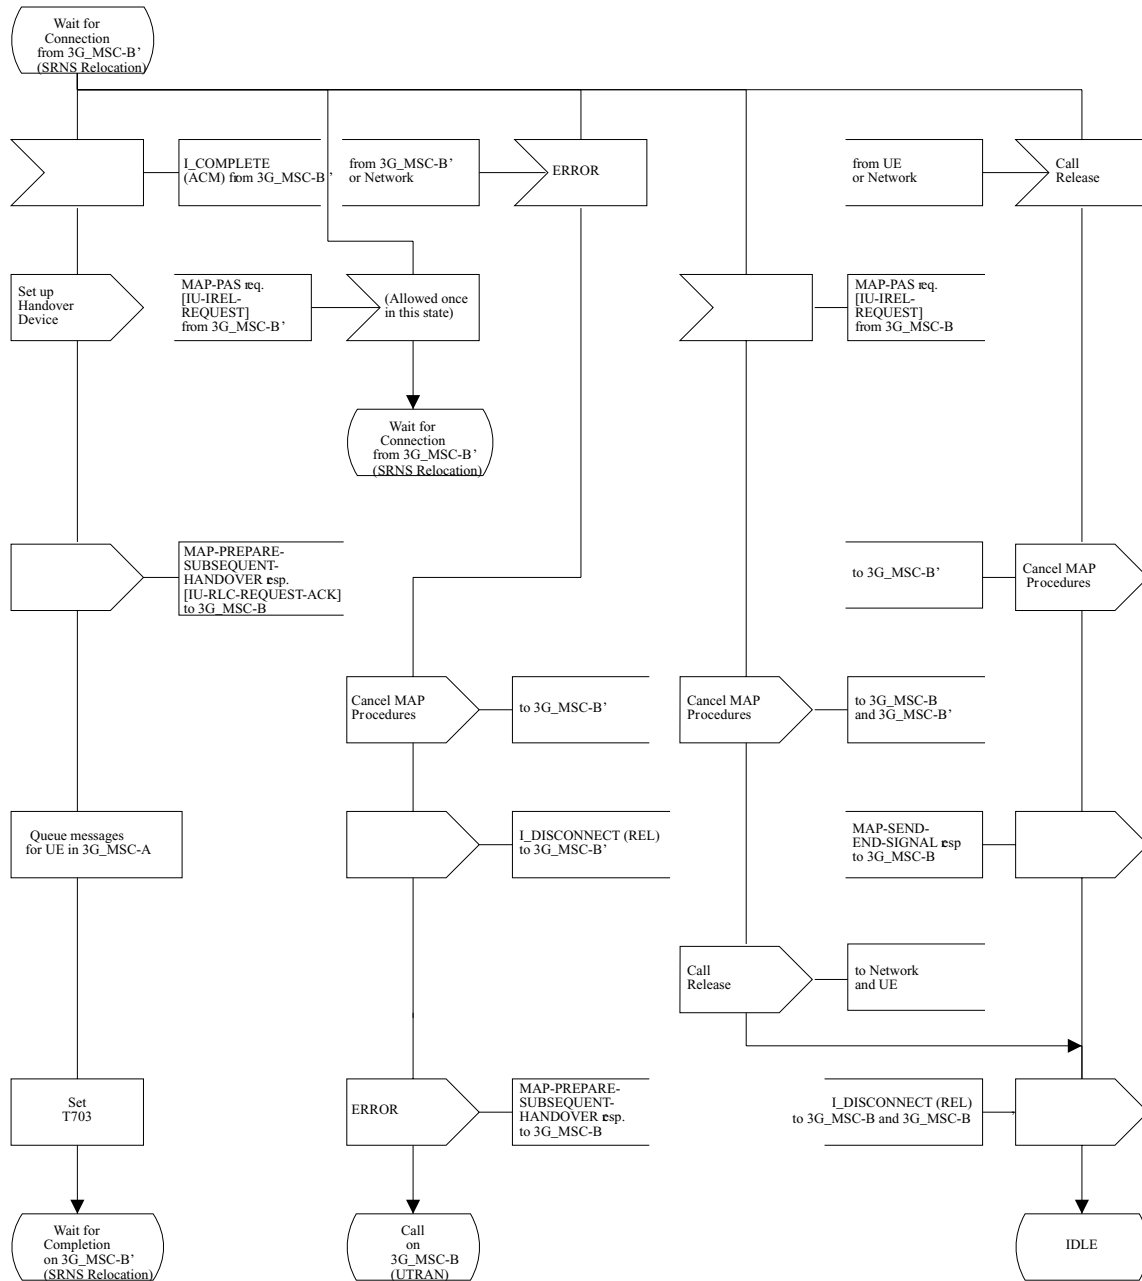 Wait for
Connection
from 3G_MSC-B’
(SRNS Relocation)
I_COMPLETE
(ACM) from 3G_MSC-B’
from 3G_MSC-B’
or Network
ERROR
from UE
or Network
Call
Release
Set up
Handover
Device
MAP-PAS req.
[IU-IREL-
REQUEST]
from 3G_MSC-B’
(Allowed once
in this state)
MAP-PAS req.
[IU-IREL-
REQUEST]
from 3G_MSC-B
Wait for
Connection
from 3G_MSC-B’
(SRNS Relocation)
MAP-PREPARE-
SUBSEQUENT-
HANDOVER resp.
[IU-RLC-REQUEST-ACK]
to 3G_MSC-B
to 3G_MSC-B’
Cancel MAP
Procedures
Cancel MAP
Procedures
to 3G_MSC-B’
Cancel MAP
Procedures
to 3G_MSC-B
and 3G_MSC-B’
Queue messages
for UE in 3G_MSC-A
I_DISCONNECT (REL)
to 3G_MSC-B’
MAP-SEND-
END-SIGNAL resp
to 3G_MSC-B
Call
Release
to Network
and UE
Set
T703
ERROR
MAP-PREPARE-
SUBSEQUENT-
HANDOVER resp.
to 3G_MSC-B
I_DISCONNECT (REL)
to 3G_MSC-B and 3G_MSC-B
Wait for
Completion
on 3G_MSC-B’
(SRNS Relocation)
Call
on
3G_MSC-B
(UTRAN)
IDLE